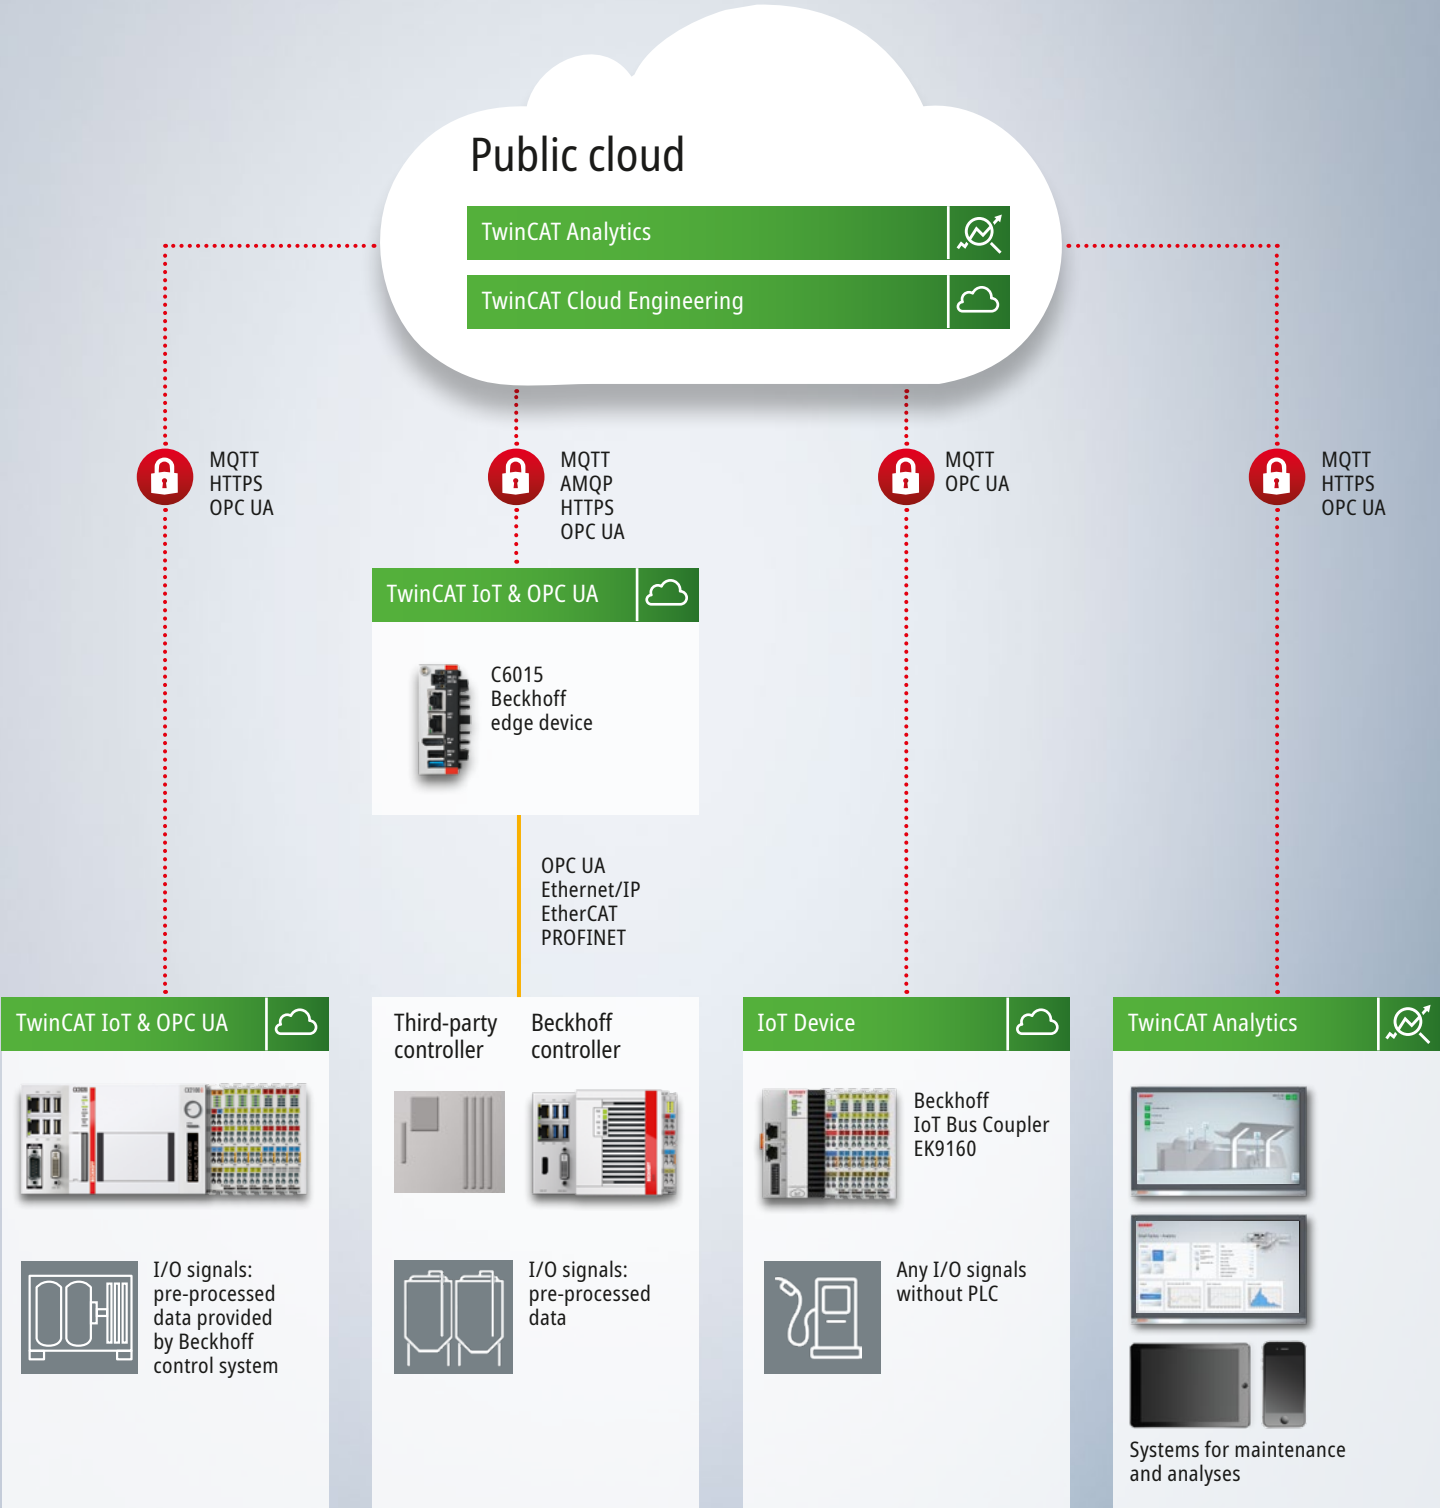 Public cloud
TwinCAT Analytics
TwinCAT Cloud Engineering
MQTT
HTTPS
OPC UA
MQTT
AMQP
HTTPS
OPC UA
MQTT
OPC UA
MQTT
HTTPS
OPC UA
TwinCAT IoT & OPC UA
C6015
Beckhoff
edge device
OPC UA
Ethernet/IP
EtherCAT
PROFINET
TwinCAT IoT & OPC UA
I/O signals:
pre-processed
data provided
by Beckhoff
control system
Third-party
controller
Beckhoff
controller
I/O signals:
pre-processed
data
IoT Device
Beckhoff
IoT Bus Coupler
EK9160
Any I/O signals
without PLC
TwinCAT Analytics
Systems for maintenance
and analyses